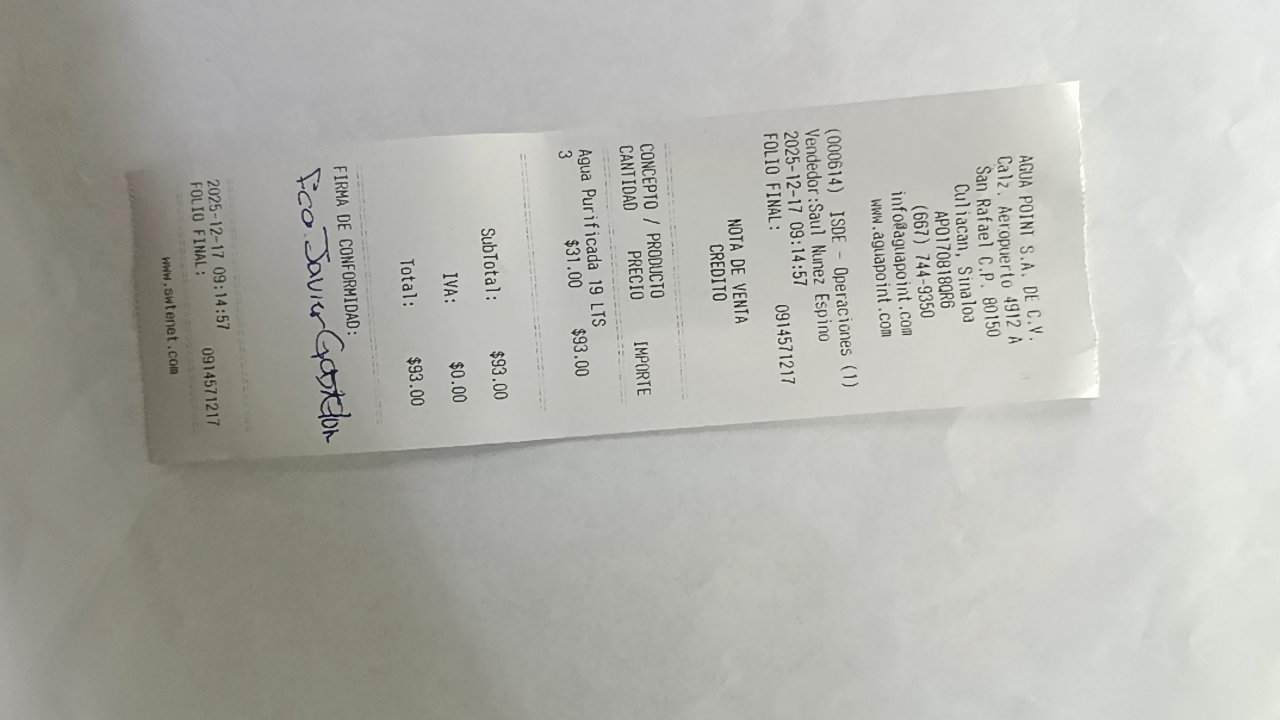 AGUA POINT S.A. DE C.V.
Calz. Aeropuerto 4912 A
San Rafael C.P. 80150
Culiacan, Sinaloa
APO170818QR6
(667) 744-9350
info@aguapoint.com
www.aguapoint.com
(000614) ISDE - Operaciones (1)
Vendedor:Saul Nunez Espino
2025-12-17 09:14:57
FOLIO FINAL: 0914571217
NOTA DE VENTA
CREDITO
CONCEPTO / PRODUCTO
CANTIDAD PRECIO IMPORTE
Agua Purificada 19 LTS
3 $31.00 $93.00
SubTotal: $93.00
IVA: $0.00
Total: $93.00
FIRMA DE CONFORMIDAD:
Fco Javier Gastelum
2025-12-17 09:14:57
FOLIO FINAL: 0914571217
www.swtenet.com